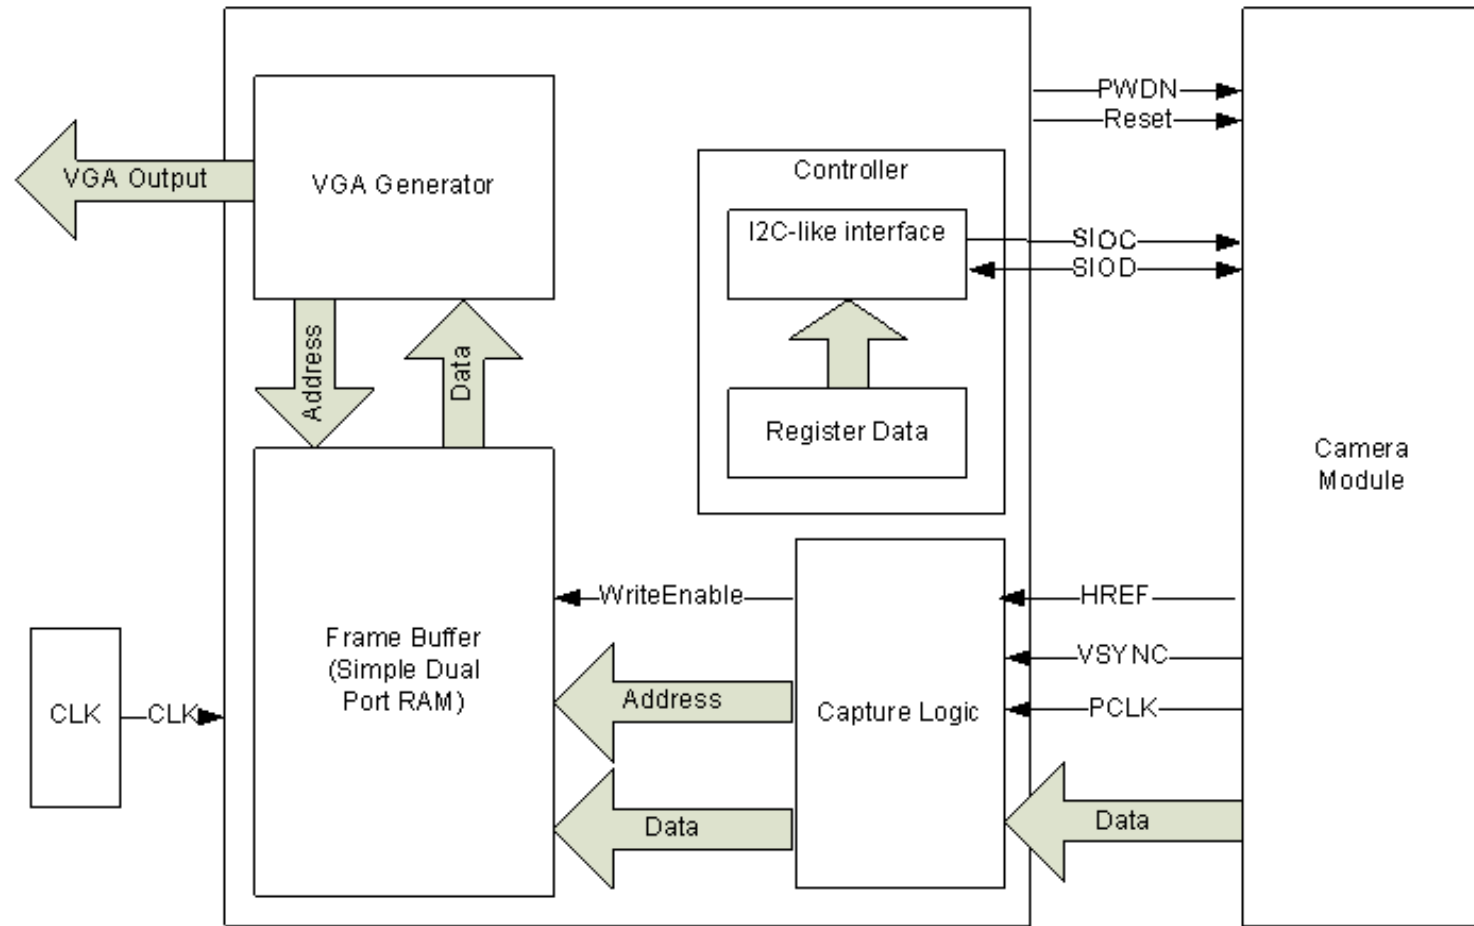 PWDN
Reset
VGA Output
VGA Generator
Controller
I2C-like interface
SIOC
SIOD
Address
Data
Register Data
Camera
Module
WriteEnable
HREF
Frame Buffer
(Simple Dual
Port RAM)
VSYNC
Address
PCLK
Capture Logic
CLK
CLK
Data
Data